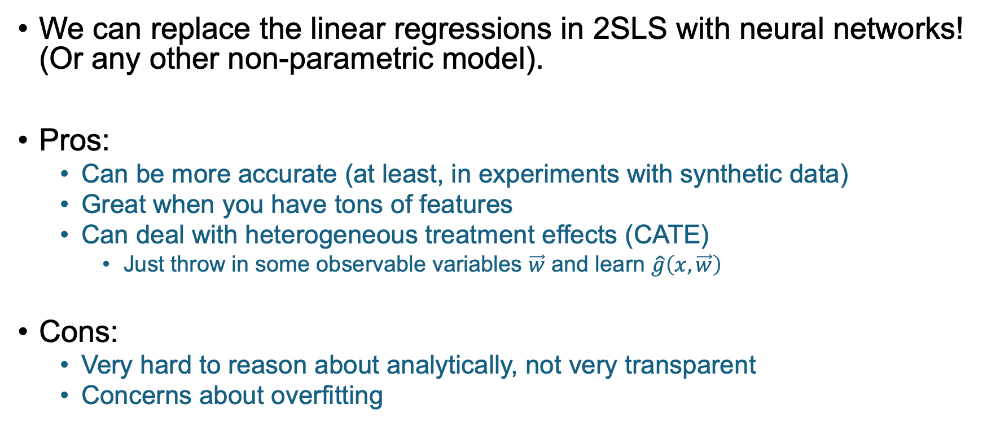 • We can replace the linear regressions in 2SLS with neural networks!
(Or any other non-parametric model).
• Pros:
• Can be more accurate (at least, in experiments with synthetic data)
• Great when you have tons of features
• Can deal with heterogeneous treatment effects (CATE)
• Just throw in some observable variables w⃗ and learn ĝ(x, w⃗)
• Cons:
• Very hard to reason about analytically, not very transparent
• Concerns about overfitting